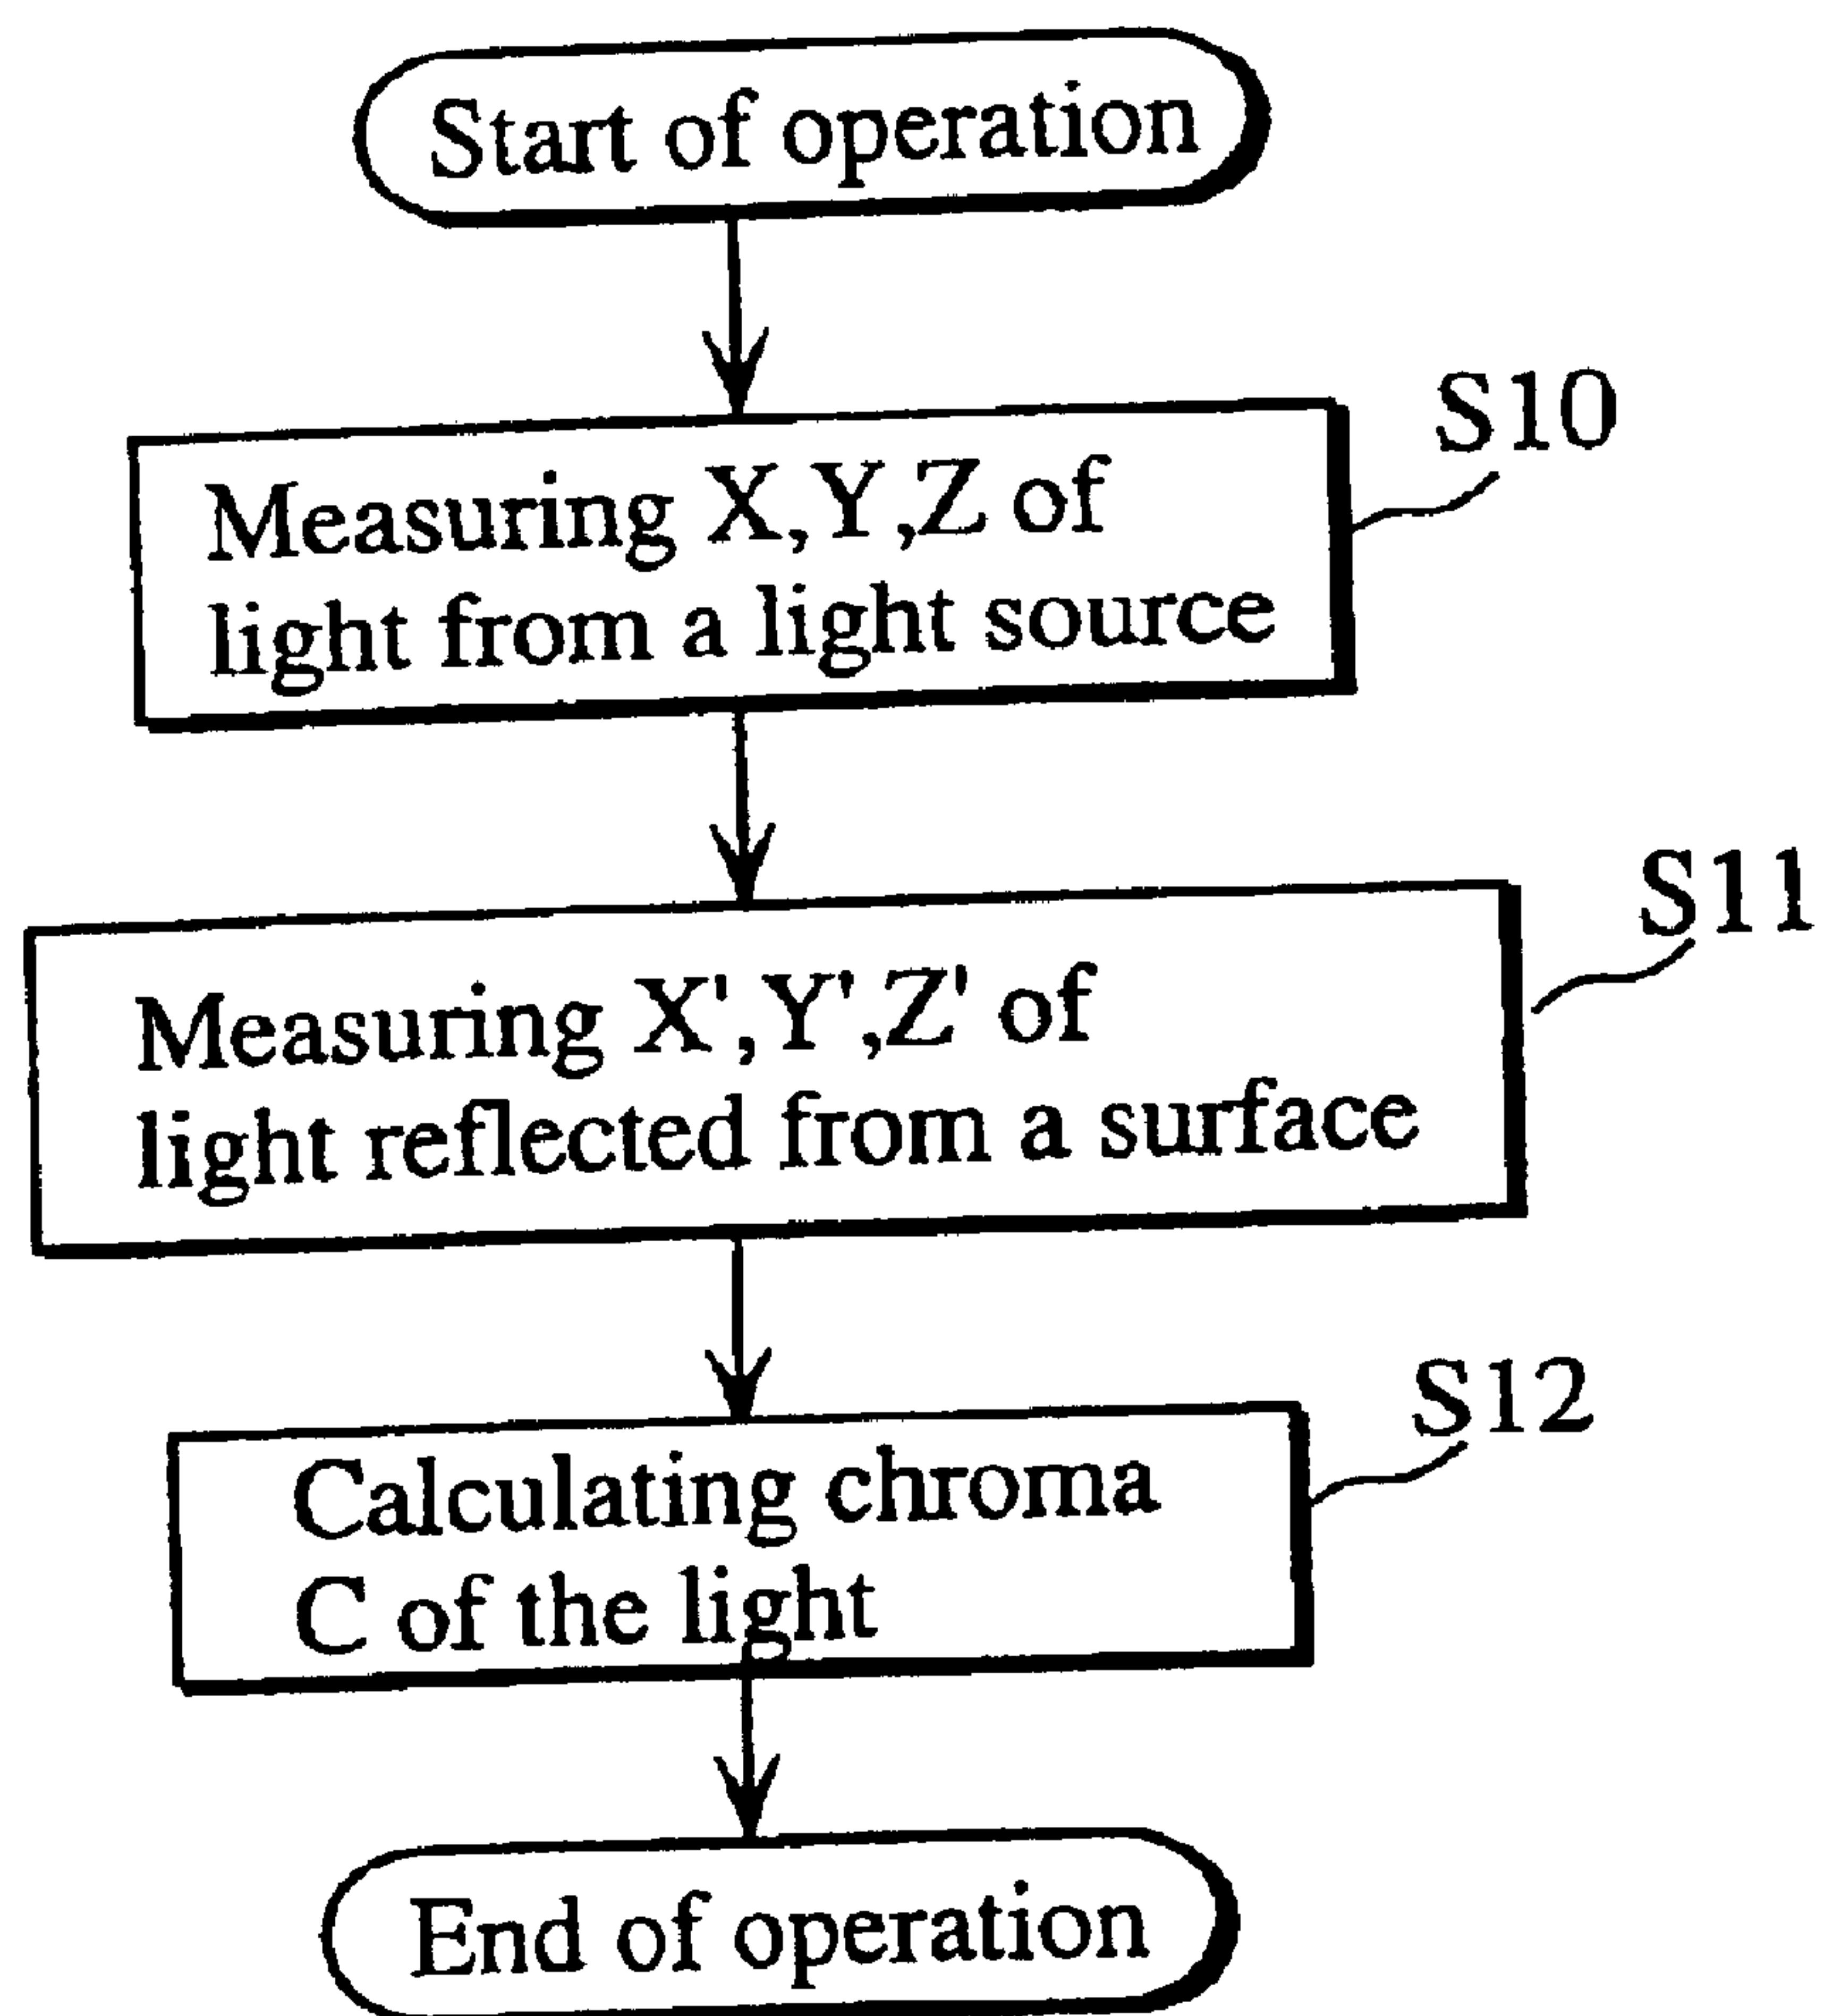 Start of operation
S10
Measuring X,Y,Z of
light from a light source
S11
Measuring X',Y',Z' of
light reflected from a surface
S12
Calculating chroma
C of the light
End of operation